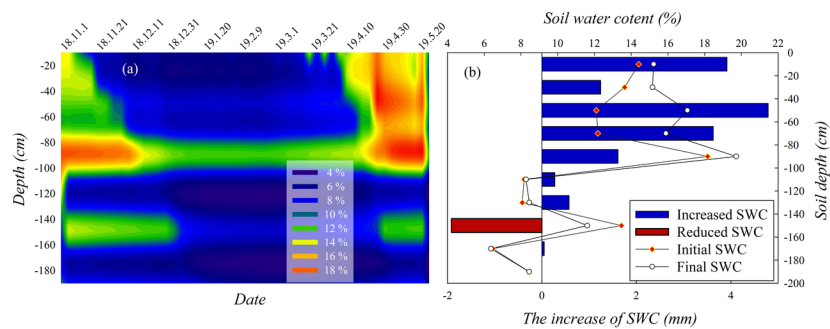 18.11.1 18.11.21 18.12.11 18.12.31 19.1.20 19.2.9 19.3.1 19.3.21 19.4.10 19.4.30 19.5.20
(a)
Depth (cm)
-20
-40
-60
-80
-100
-120
-140
-160
-180
4 %
6 %
8 %
10 %
12 %
14 %
16 %
18 %
Date
Soil water cotent (%)
4 6 8 10 12 14 16 18 20 22
(b)
0
-20
-40
-60
-80
-100
-120
-140
-160
-180
-200
Soil depth (cm)
Increased SWC
Reduced SWC
Initial SWC
Final SWC
-2 0 2 4
The increase of SWC (mm)